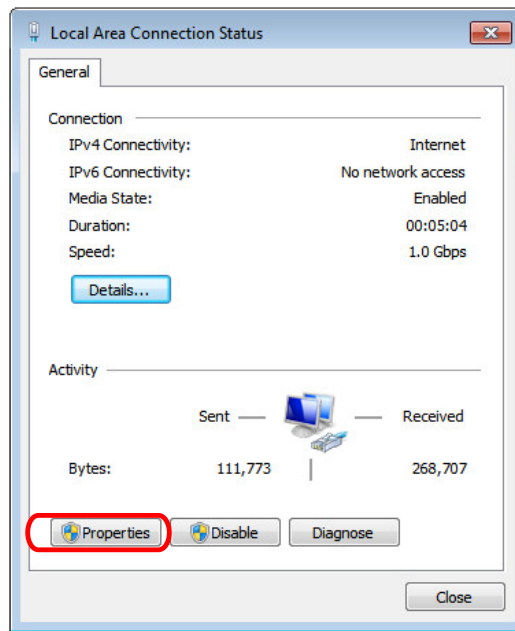 Local Area Connection Status
General
Connection
IPv4 Connectivity: Internet
IPv6 Connectivity: No network access
Media State: Enabled
Duration: 00:05:04
Speed: 1.0 Gbps
Details...
Activity
Sent Received
Bytes: 111,773 268,707
Properties Disable Diagnose
Close